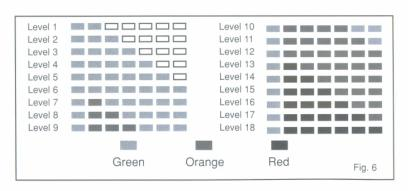 Level 1
Level 2
Level 3
Level 4
Level 5
Level 6
Level 7
Level 8
Level 9
Level 10
Level 11
Level 12
Level 13
Level 14
Level 15
Level 16
Level 17
Level 18
Green Orange Red
Fig. 6